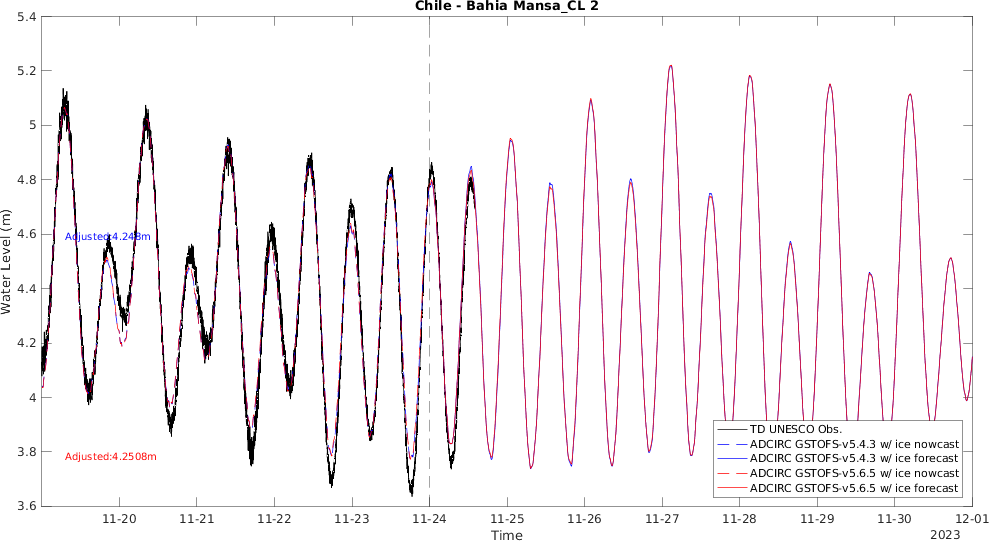 Chile - Bahia Mansa_CL 2
5.4
5.2
5
4.8
4.6
4.4
4.2
4
3.8
3.6
Water Level (m)
Adjusted:4.248m
Adjusted:4.2508m
TD UNESCO Obs.
ADCIRC GSTOFS-v5.4.3 w/ ice nowcast
ADCIRC GSTOFS-v5.4.3 w/ ice forecast
ADCIRC GSTOFS-v5.6.5 w/ ice nowcast
ADCIRC GSTOFS-v5.6.5 w/ ice forecast
11-20 11-21 11-22 11-23 11-24 11-25 11-26 11-27 11-28 11-29 11-30 12-01
Time
2023